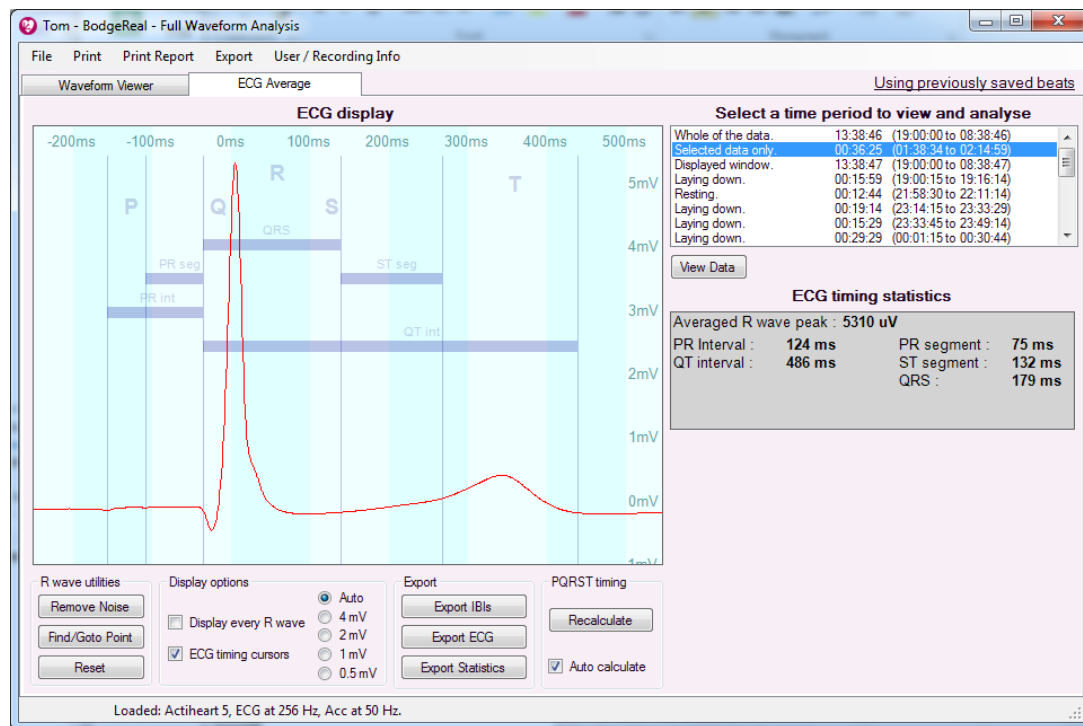 Tom - BodgeReal - Full Waveform Analysis
File Print Print Report Export User / Recording Info
Waveform Viewer ECG Average Using previously saved beats
ECG display
-200ms -100ms 0ms 100ms 200ms 300ms 400ms 500ms
R
T
5mV
P Q S
QRS
4mV
PR seg ST seg
PR int
3mV
QT int
2mV
1mV
0mV
-1mV
Select a time period to view and analyse
Whole of the data. 13:38:46 (19:00:00 to 08:38:46)
Selected data only. 00:36:25 (01:38:34 to 02:14:59)
Displayed window. 13:38:47 (19:00:00 to 08:38:47)
Laying down. 00:15:59 (19:00:15 to 19:16:14)
Resting. 00:12:44 (21:58:30 to 22:11:14)
Laying down. 00:19:14 (23:14:15 to 23:33:29)
Laying down. 00:15:29 (23:33:45 to 23:49:14)
Laying down. 00:29:29 (00:01:15 to 00:30:44)
View Data
ECG timing statistics
Averaged R wave peak : 5310 uV
PR Interval : 124 ms PR segment : 75 ms
QT interval : 486 ms ST segment : 132 ms
QRS : 179 ms
R wave utilities
Remove Noise
Find/Goto Point
Reset
Display options
Display every R wave
ECG timing cursors
Auto
4 mV
2 mV
1 mV
0.5 mV
Export
Export IBIs
Export ECG
Export Statistics
PQRST timing
Recalculate
Auto calculate
Loaded: Actiheart 5, ECG at 256 Hz, Acc at 50 Hz.